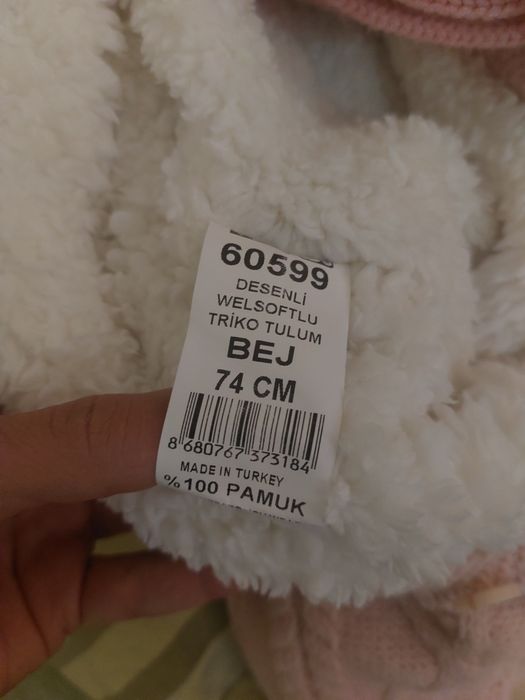 60599
DESENLİ
WELSOFTLU
TRİKO TULUM
BEJ
74 CM
8 680767 373184
MADE IN TURKEY
%100 PAMUK